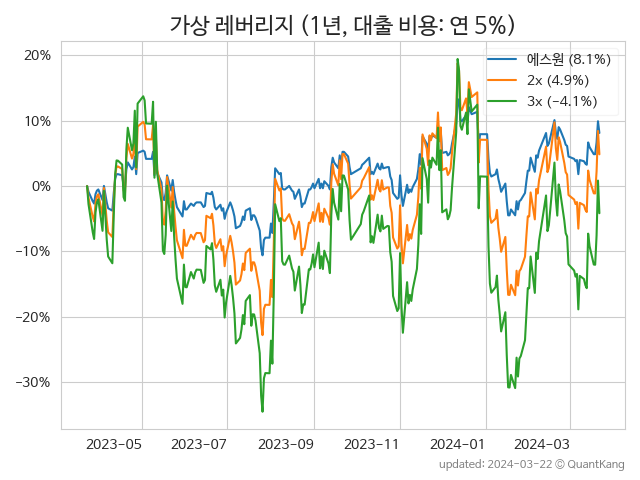 가상 레버리지 (1년, 대출 비용: 연 5%)
에스원 (8.1%)
2x (4.9%)
3x (−4.1%)
20%
10%
0%
−10%
−20%
−30%
2023-05 2023-07 2023-09 2023-11 2024-01 2024-03
updated: 2024-03-22 © QuantKang